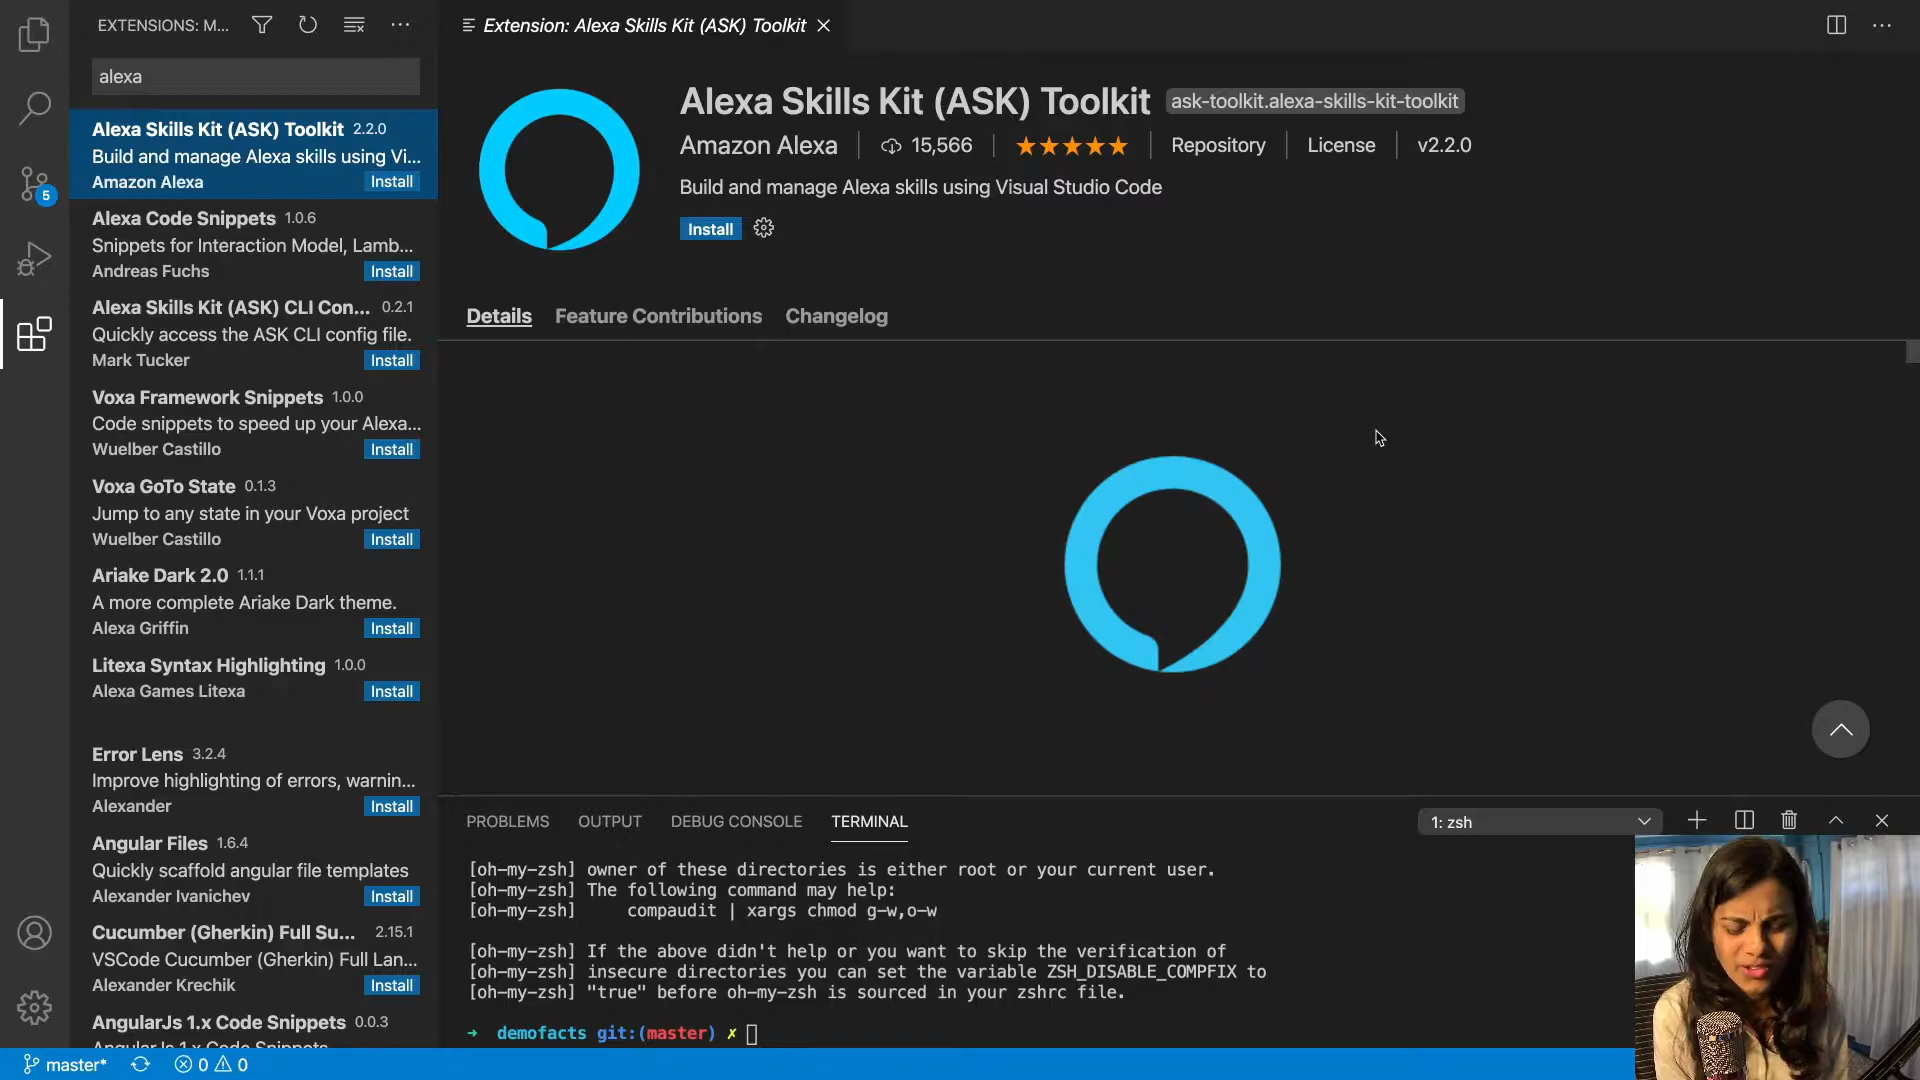 EXTENSIONS: M...
alexa
Alexa Skills Kit (ASK) Toolkit 2.2.0
Build and manage Alexa skills using Vi...
Amazon Alexa Install
Alexa Code Snippets 1.0.6
Snippets for Interaction Model, Lamb...
Andreas Fuchs Install
Alexa Skills Kit (ASK) CLI Con... 0.2.1
Quickly access the ASK CLI config file.
Mark Tucker Install
Voxa Framework Snippets 1.0.0
Code snippets to speed up your Alexa...
Wuelber Castillo Install
Voxa GoTo State 0.1.3
Jump to any state in your Voxa project
Wuelber Castillo Install
Ariake Dark 2.0 1.1.1
A more complete Ariake Dark theme.
Alexa Griffin Install
Litexa Syntax Highlighting 1.0.0
Alexa Games Litexa Install
Error Lens 3.2.4
Improve highlighting of errors, warnin...
Alexander Install
Angular Files 1.6.4
Quickly scaffold angular file templates
Alexander Ivanichev Install
Cucumber (Gherkin) Full Su... 2.15.1
VSCode Cucumber (Gherkin) Full Lan...
Alexander Krechik Install
AngularJs 1.x Code Snippets 0.0.3
AngularJs 1.x Code Snippets
5
Extension: Alexa Skills Kit (ASK) Toolkit
Alexa Skills Kit (ASK) Toolkit ask-toolkit.alexa-skills-kit-toolkit
Amazon Alexa 15,566 ★★★★★ Repository License v2.2.0
Build and manage Alexa skills using Visual Studio Code
Install
Details Feature Contributions Changelog
PROBLEMS OUTPUT DEBUG CONSOLE TERMINAL 1: zsh
[oh-my-zsh] owner of these directories is either root or your current user.
[oh-my-zsh] The following command may help:
[oh-my-zsh] compaudit | xargs chmod g-w,o-w
[oh-my-zsh] If the above didn't help or you want to skip the verification of
[oh-my-zsh] insecure directories you can set the variable ZSH_DISABLE_COMPFIX to
[oh-my-zsh] "true" before oh-my-zsh is sourced in your zshrc file.
→ demofacts git:(master) ✗
master* 0 0